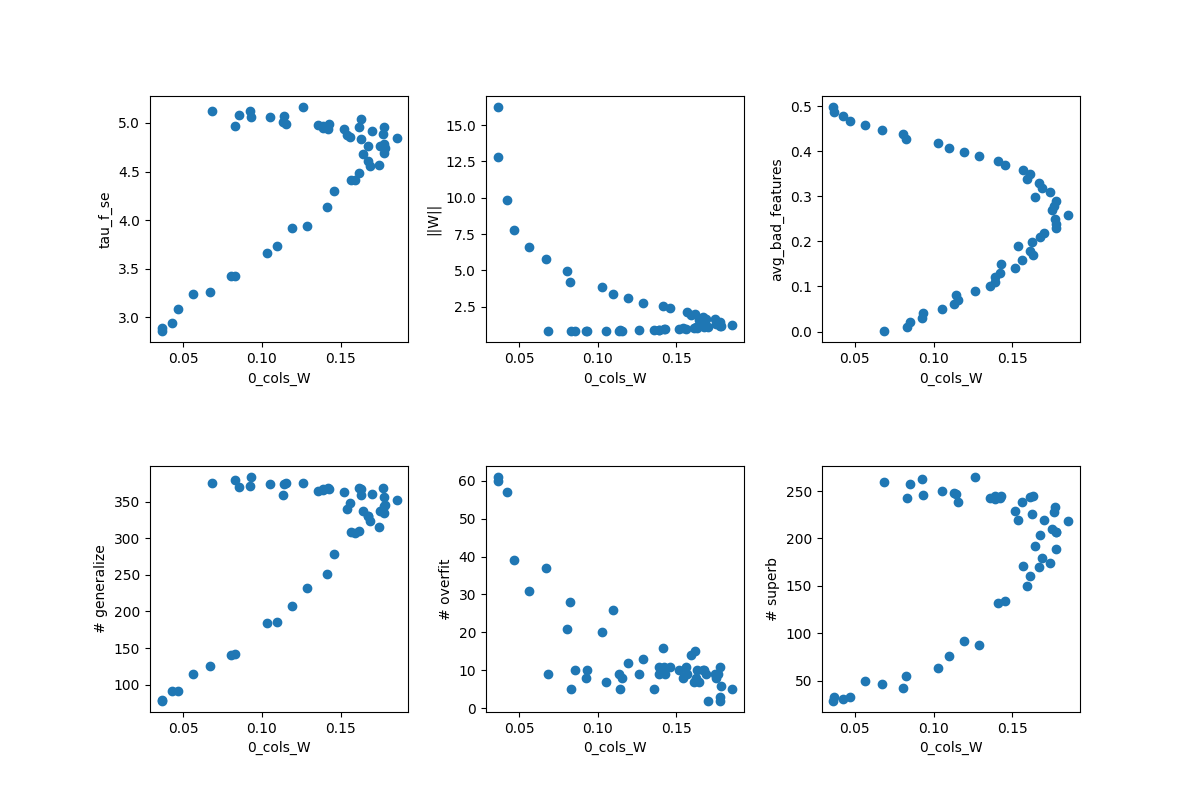 5.0
4.5
4.0
3.5
3.0
tau_f_se
0.05 0.10 0.15
0_cols_W
15.0
12.5
10.0
7.5
5.0
2.5
||W||
0.05 0.10 0.15
0_cols_W
0.5
0.4
0.3
0.2
0.1
0.0
avg_bad_features
0.05 0.10 0.15
0_cols_W
350
300
250
200
150
100
# generalize
0.05 0.10 0.15
0_cols_W
60
50
40
30
20
10
0
# overfit
0.05 0.10 0.15
0_cols_W
250
200
150
100
50
# superb
0.05 0.10 0.15
0_cols_W